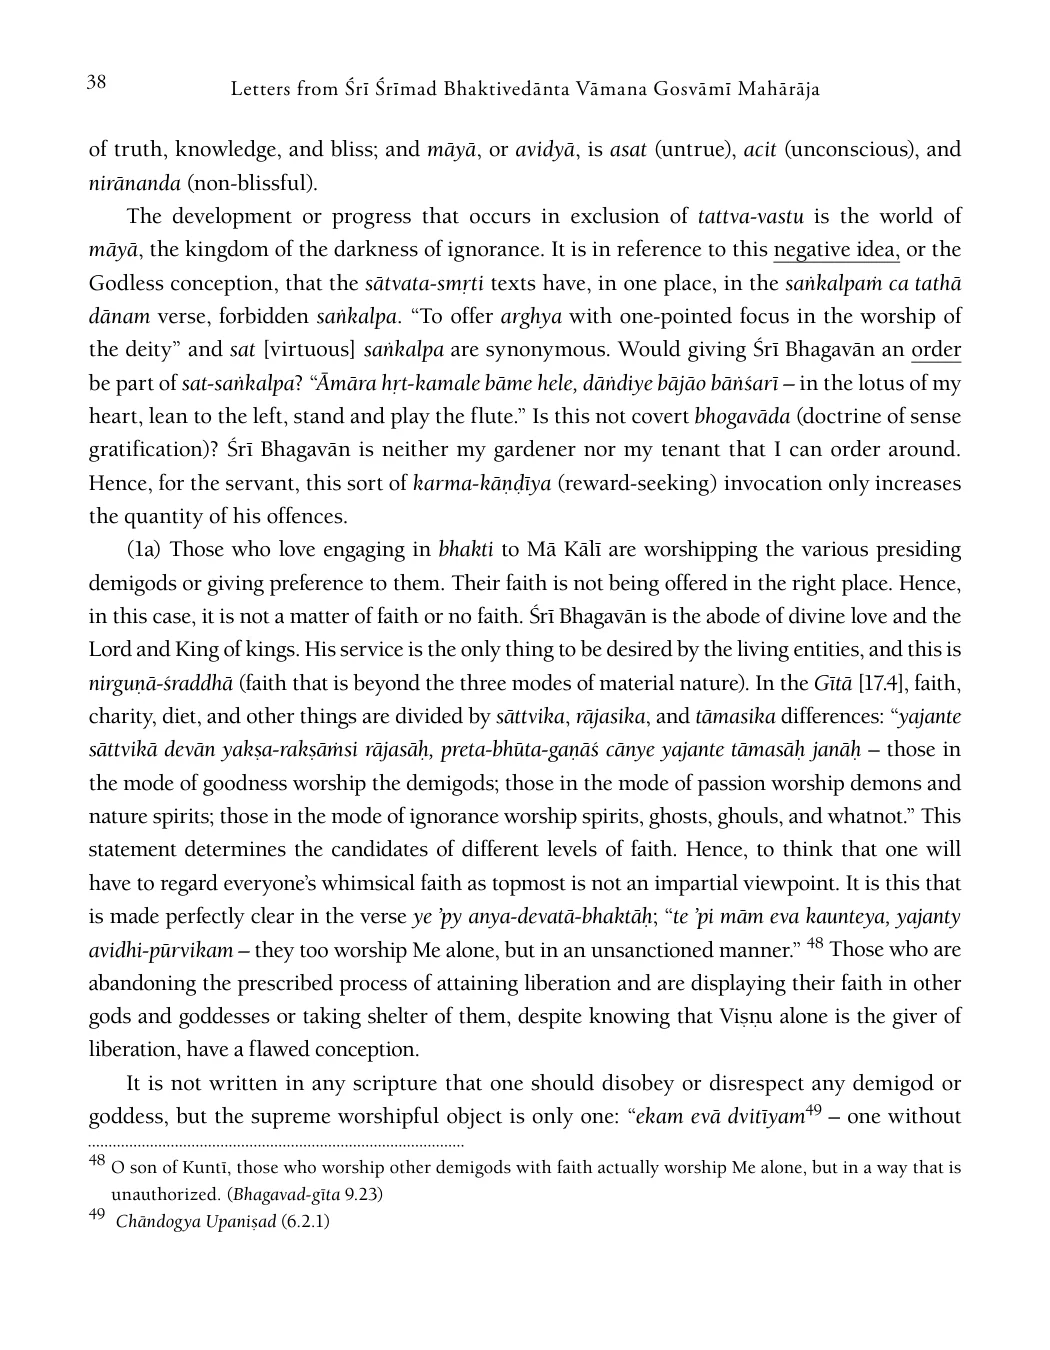 38
Letters from Śrī Śrīmad Bhaktivedānta Vāmana Gosvāmī Mahārāja
of truth, knowledge, and bliss; and māyā, or avidyā, is asat (untrue), acit (unconscious), and
nirānanda (non-blissful).
The development or progress that occurs in exclusion of tattva-vastu is the world of
māyā, the kingdom of the darkness of ignorance. It is in reference to this negative idea, or the
Godless conception, that the sātvata-smṛti texts have, in one place, in the saṅkalpaṁ ca tathā
dānam verse, forbidden saṅkalpa. “To offer arghya with one-pointed focus in the worship of
the deity” and sat [virtuous] saṅkalpa are synonymous. Would giving Śrī Bhagavān an order
be part of sat-saṅkalpa? “Āmāra hṛt-kamale bāme hele, dāṅdiye bājāo bāṅśarī – in the lotus of my
heart, lean to the left, stand and play the flute.” Is this not covert bhogavāda (doctrine of sense
gratification)? Śrī Bhagavān is neither my gardener nor my tenant that I can order around.
Hence, for the servant, this sort of karma-kāṇḍīya (reward-seeking) invocation only increases
the quantity of his offences.
(1a) Those who love engaging in bhakti to Mā Kālī are worshipping the various presiding
demigods or giving preference to them. Their faith is not being offered in the right place. Hence,
in this case, it is not a matter of faith or no faith. Śrī Bhagavān is the abode of divine love and the
Lord and King of kings. His service is the only thing to be desired by the living entities, and this is
nirguṇā-śraddhā (faith that is beyond the three modes of material nature). In the Gītā [17.4], faith,
charity, diet, and other things are divided by sāttvika, rājasika, and tāmasika differences: “yajante
sāttvikā devān yakṣa-rakṣāṁsi rājasāḥ, preta-bhūta-gaṇāś cānye yajante tāmasāḥ janāḥ – those in
the mode of goodness worship the demigods; those in the mode of passion worship demons and
nature spirits; those in the mode of ignorance worship spirits, ghosts, ghouls, and whatnot.” This
statement determines the candidates of different levels of faith. Hence, to think that one will
have to regard everyone’s whimsical faith as topmost is not an impartial viewpoint. It is this that
is made perfectly clear in the verse ye ’py anya-devatā-bhaktāḥ; “te ’pi mām eva kaunteya, yajanty
avidhi-pūrvikam – they too worship Me alone, but in an unsanctioned manner.” 48 Those who are
abandoning the prescribed process of attaining liberation and are displaying their faith in other
gods and goddesses or taking shelter of them, despite knowing that Viṣṇu alone is the giver of
liberation, have a flawed conception.
It is not written in any scripture that one should disobey or disrespect any demigod or
goddess, but the supreme worshipful object is only one: “ekam evā dvitīyam49 – one without
48 O son of Kuntī, those who worship other demigods with faith actually worship Me alone, but in a way that is
unauthorized. (Bhagavad-gīta 9.23)
49 Chāndogya Upaniṣad (6.2.1)